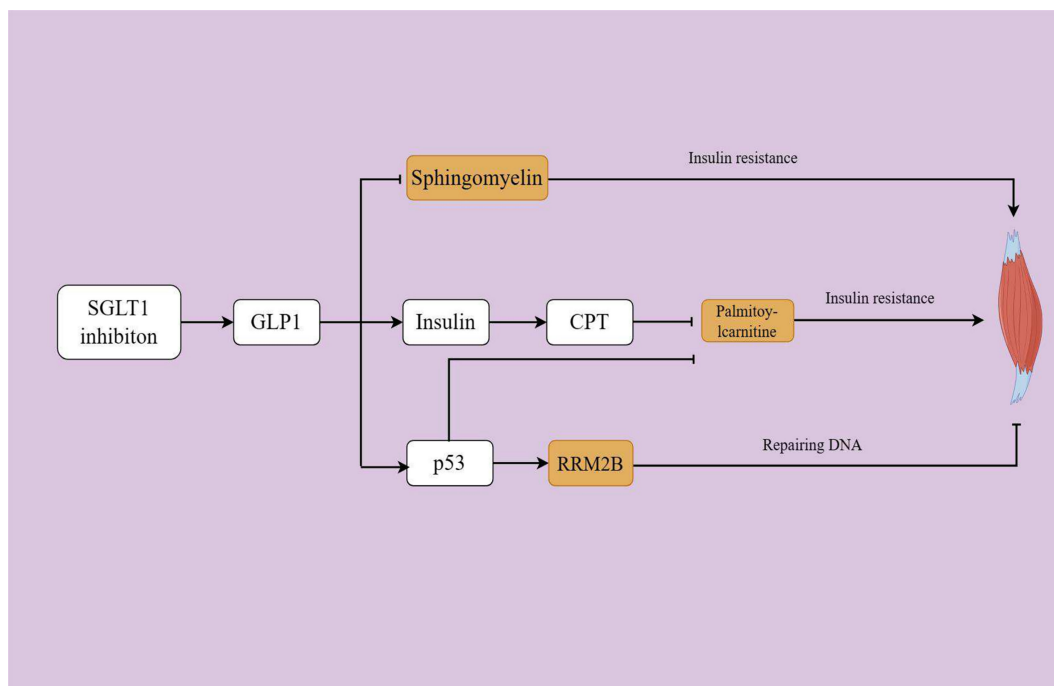 Insulin resistance
Sphingomyelin
SGLT1
inhibiton
GLP1
Insulin
CPT
Palmitoy-
lcarnitine
Insulin resistance
p53
RRM2B
Repairing DNA